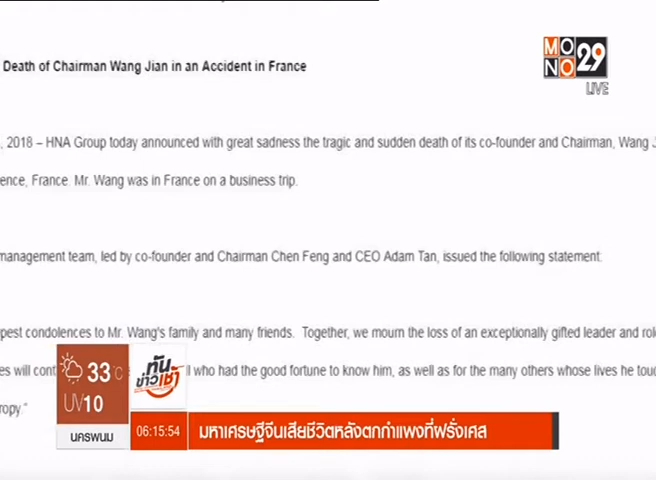 Death of Chairman Wang Jian in an Accident in France
MONO 29
LIVE
, 2018 – HNA Group today announced with great sadness the tragic and sudden death of its co-founder and Chairman, Wang J
ence, France. Mr. Wang was in France on a business trip.
management team, led by co-founder and Chairman Chen Feng and CEO Adam Tan, issued the following statement:
pest condolences to Mr. Wang's family and many friends. Together, we mourn the loss of an exceptionally gifted leader and rol
es will cont ll who had the good fortune to know him, as well as for the many others whose lives he tou
ropy."
33°C
UV10
ทันข่าวเช้า
นครพนม
06:15:54
มหาเศรษฐีจีนเสียชีวิตหลังตกกำแพงที่ฝรั่งเศส